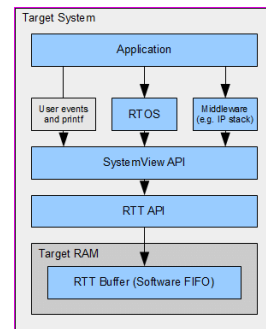 Target System
Application
User events
and printf
RTOS
Middleware
(e.g. IP stack)
SystemView API
RTT API
Target RAM
RTT Buffer (Software FIFO)